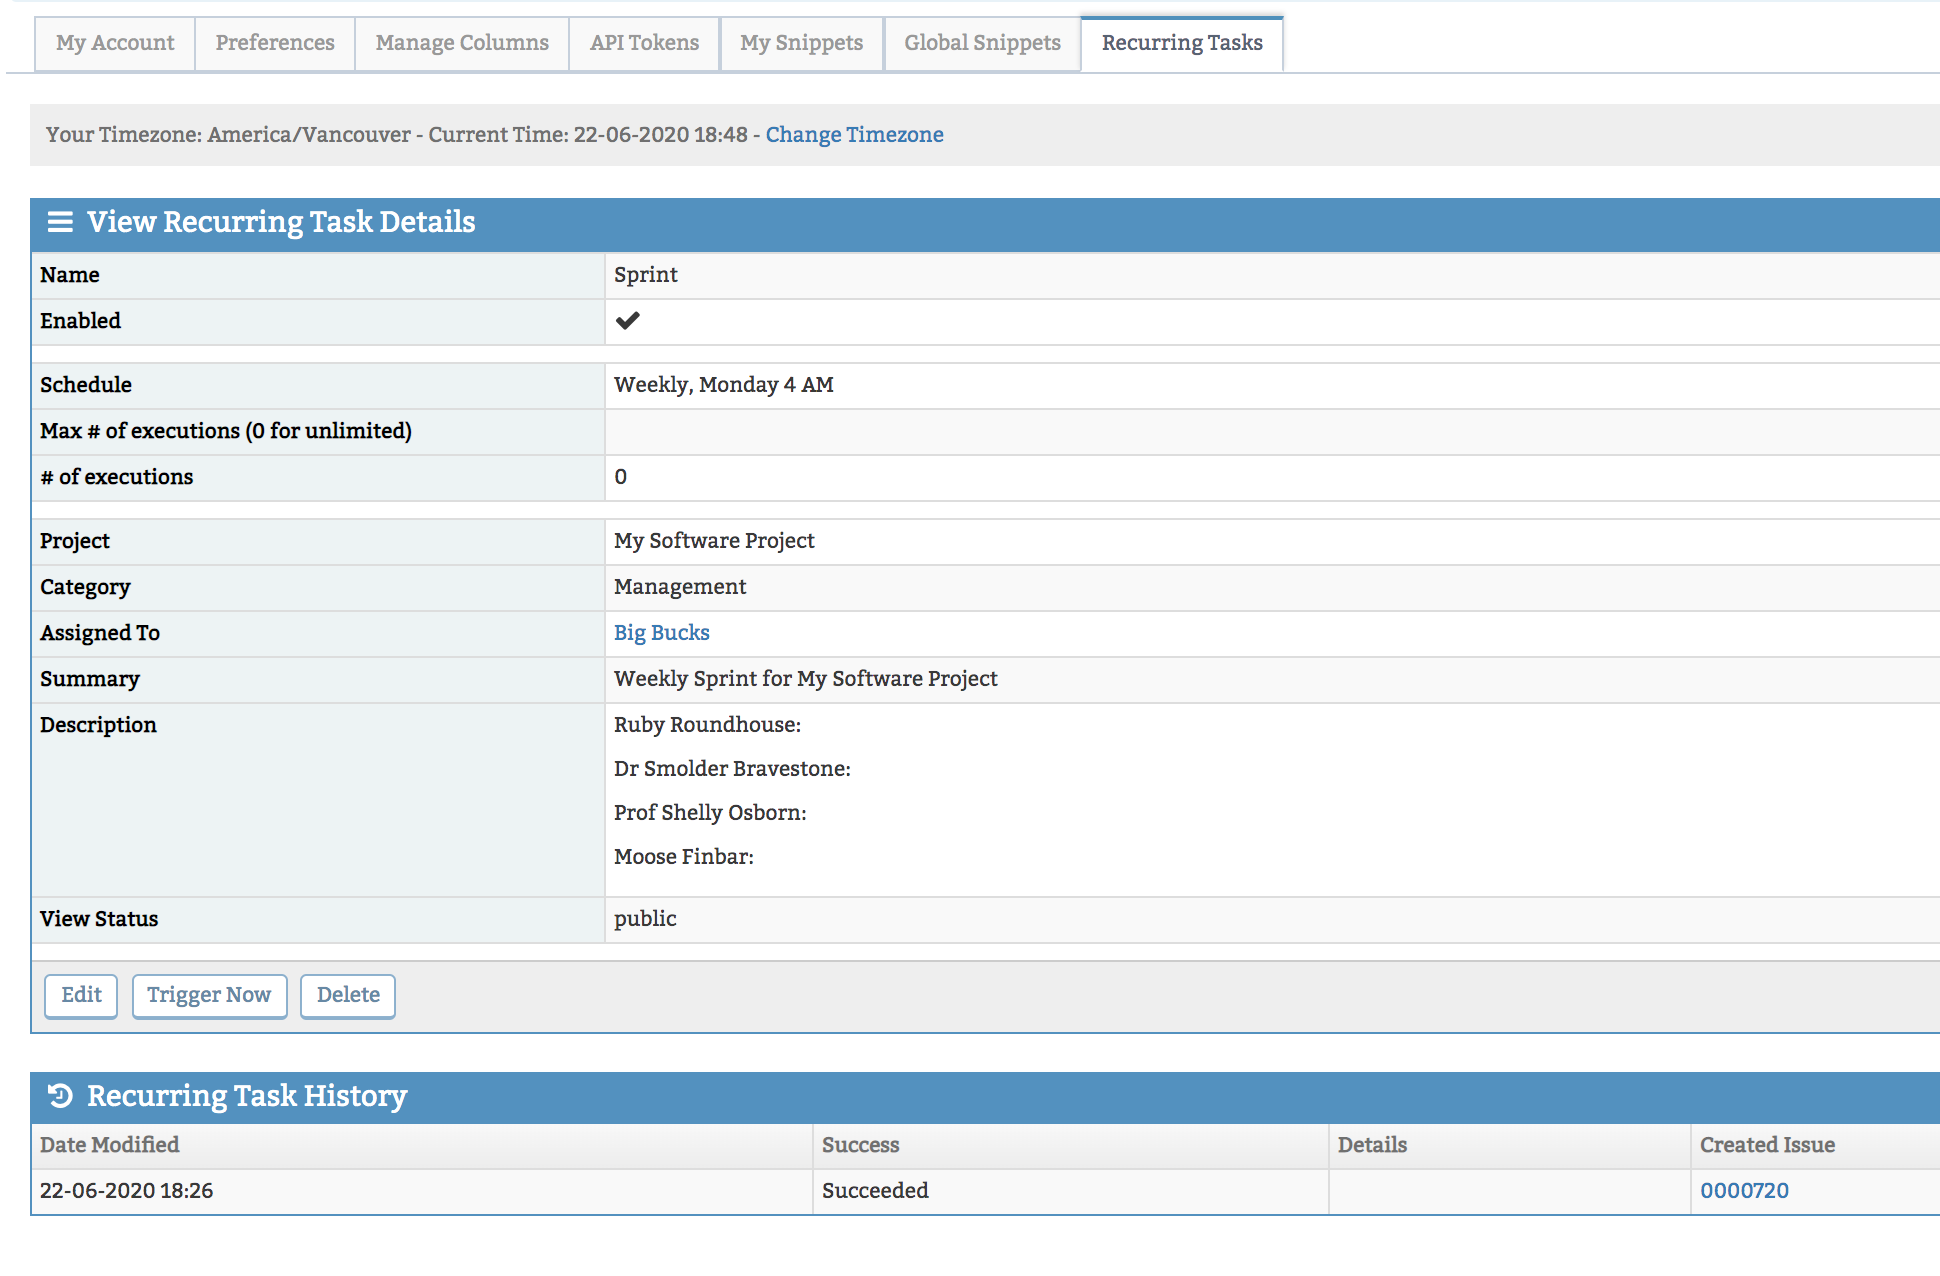 My Account Preferences Manage Columns API Tokens My Snippets Global Snippets Recurring Tasks
Your Timezone: America/Vancouver - Current Time: 22-06-2020 18:48 - Change Timezone
View Recurring Task Details
Name Sprint
Enabled
Schedule Weekly, Monday 4 AM
Max # of executions (0 for unlimited)
# of executions 0
Project My Software Project
Category Management
Assigned To Big Bucks
Summary Weekly Sprint for My Software Project
Description Ruby Roundhouse:
Dr Smolder Bravestone:
Prof Shelly Osborn:
Moose Finbar:
View Status public
Edit Trigger Now Delete
Recurring Task History
Date Modified Success Details Created Issue
22-06-2020 18:26 Succeeded 0000720